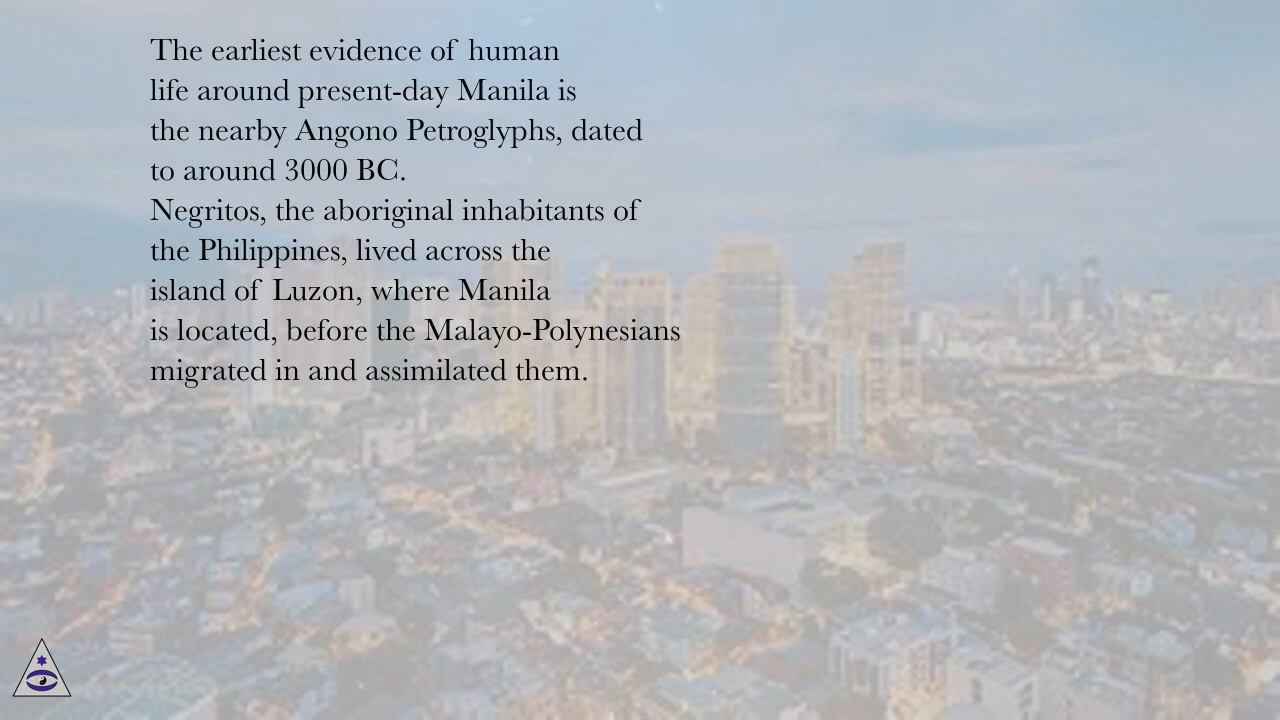 The earliest evidence of human
life around present-day Manila is
the nearby Angono Petroglyphs, dated
to around 3000 BC.
Negritos, the aboriginal inhabitants of
the Philippines, lived across the
island of Luzon, where Manila
is located, before the Malayo-Polynesians
migrated in and assimilated them.